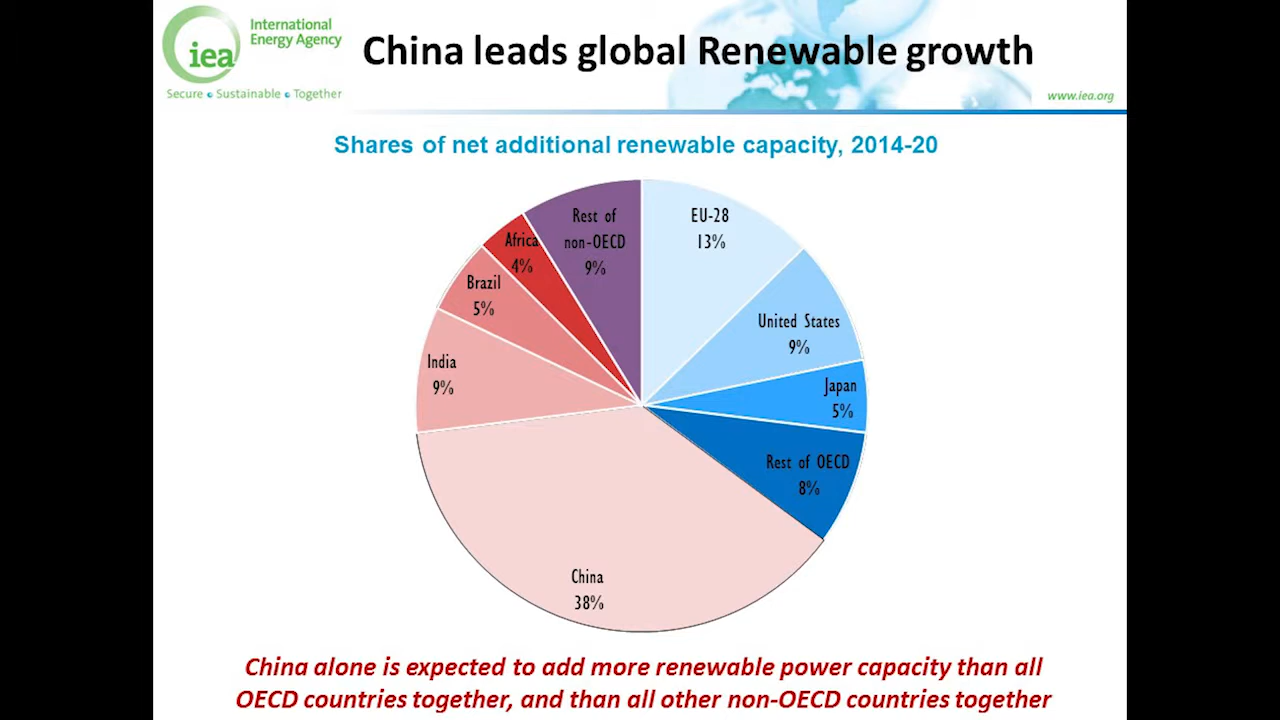 iea
International
Energy Agency
Secure • Sustainable • Together
China leads global Renewable growth
www.iea.org
Shares of net additional renewable capacity, 2014-20
EU-28
13%
United States
9%
Japan
5%
Rest of OECD
8%
China
38%
India
9%
Brazil
5%
Africa
4%
Rest of
non-OECD
9%
China alone is expected to add more renewable power capacity than all
OECD countries together, and than all other non-OECD countries together